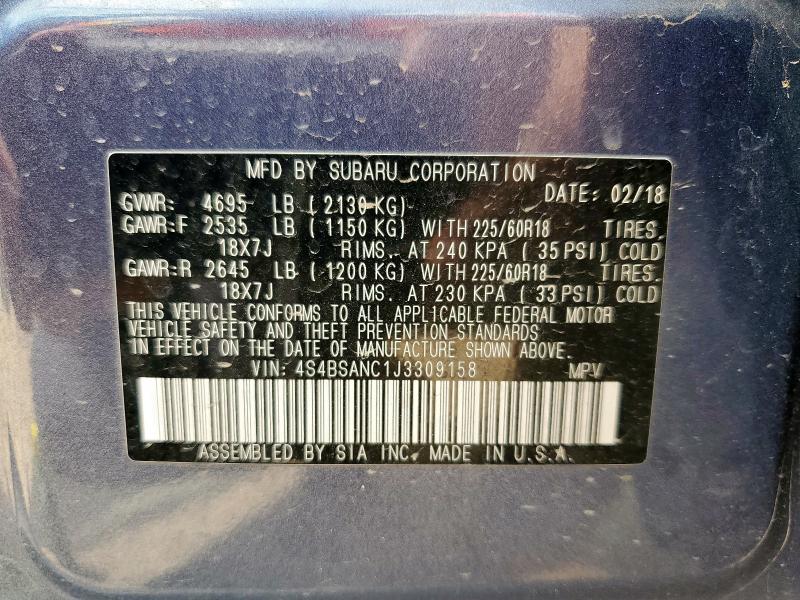 MFD BY SUBARU CORPORATION
DATE: 02/18
GVWR: 4695 LB ( 2130 KG)
GAWR:F 2535 LB ( 1150 KG) WITH 225/60R18 TIRES.
18X7J RIMS. AT 240 KPA ( 35 PSI) COLD
GAWR:R 2645 LB ( 1200 KG) WITH 225/60R18 TIRES.
18X7J RIMS. AT 230 KPA ( 33 PSI) COLD
THIS VEHICLE CONFORMS TO ALL APPLICABLE FEDERAL MOTOR
VEHICLE SAFETY AND THEFT PREVENTION STANDARDS
IN EFFECT ON THE DATE OF MANUFACTURE SHOWN ABOVE.
VIN: 4S4BSANC1J3309158 MPV
ASSEMBLED BY SIA INC. MADE IN U.S.A.